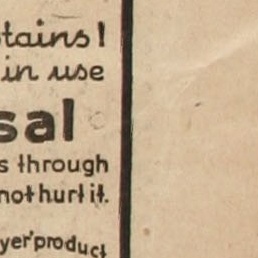 tains!
in use
sal
s through
not hurt it.
yer' product